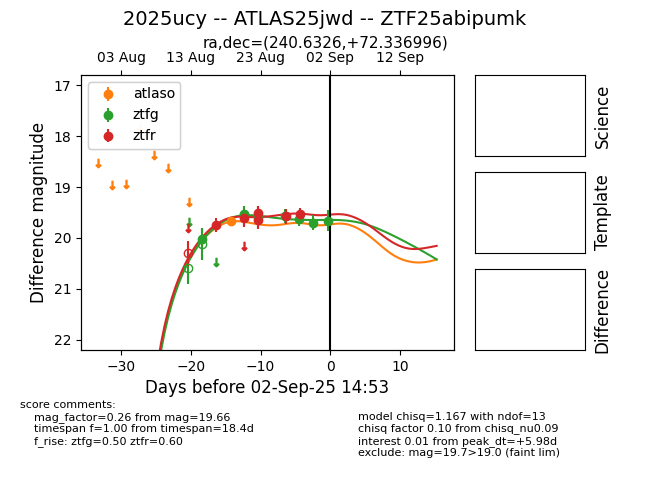 2025ucy -- ATLAS25jwd -- ZTF25abipumk
ra,dec=(240.6326,+72.336996)
03 Aug 13 Aug 23 Aug 02 Sep 12 Sep
atlaso
ztfg
ztfr
17
18
19
20
21
22
Difference magnitude
−30 −20 −10 0 10
Days before 02-Sep-25 14:53
Science
Template
Difference
score comments:
mag_factor=0.26 from mag=19.66
timespan f=1.00 from timespan=18.4d
f_rise: ztfg=0.50 ztfr=0.60
model chisq=1.167 with ndof=13
chisq factor 0.10 from chisq_nu0.09
interest 0.01 from peak_dt=+5.98d
exclude: mag=19.7>19.0 (faint lim)